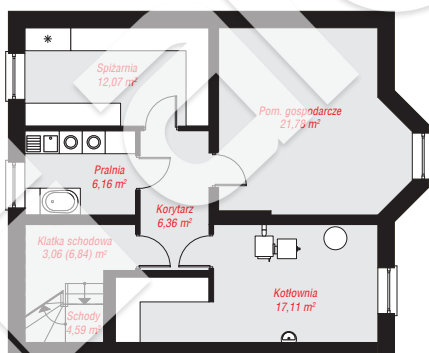 Spiżarnia
12,07 m²
Pom. gospodarcze
21,78 m²
Pralnia
6,16 m²
Korytarz
6,36 m²
Klatka schodowa
3,06 (6,84) m²
Schody
4,59 m²
Kotłownia
17,11 m²